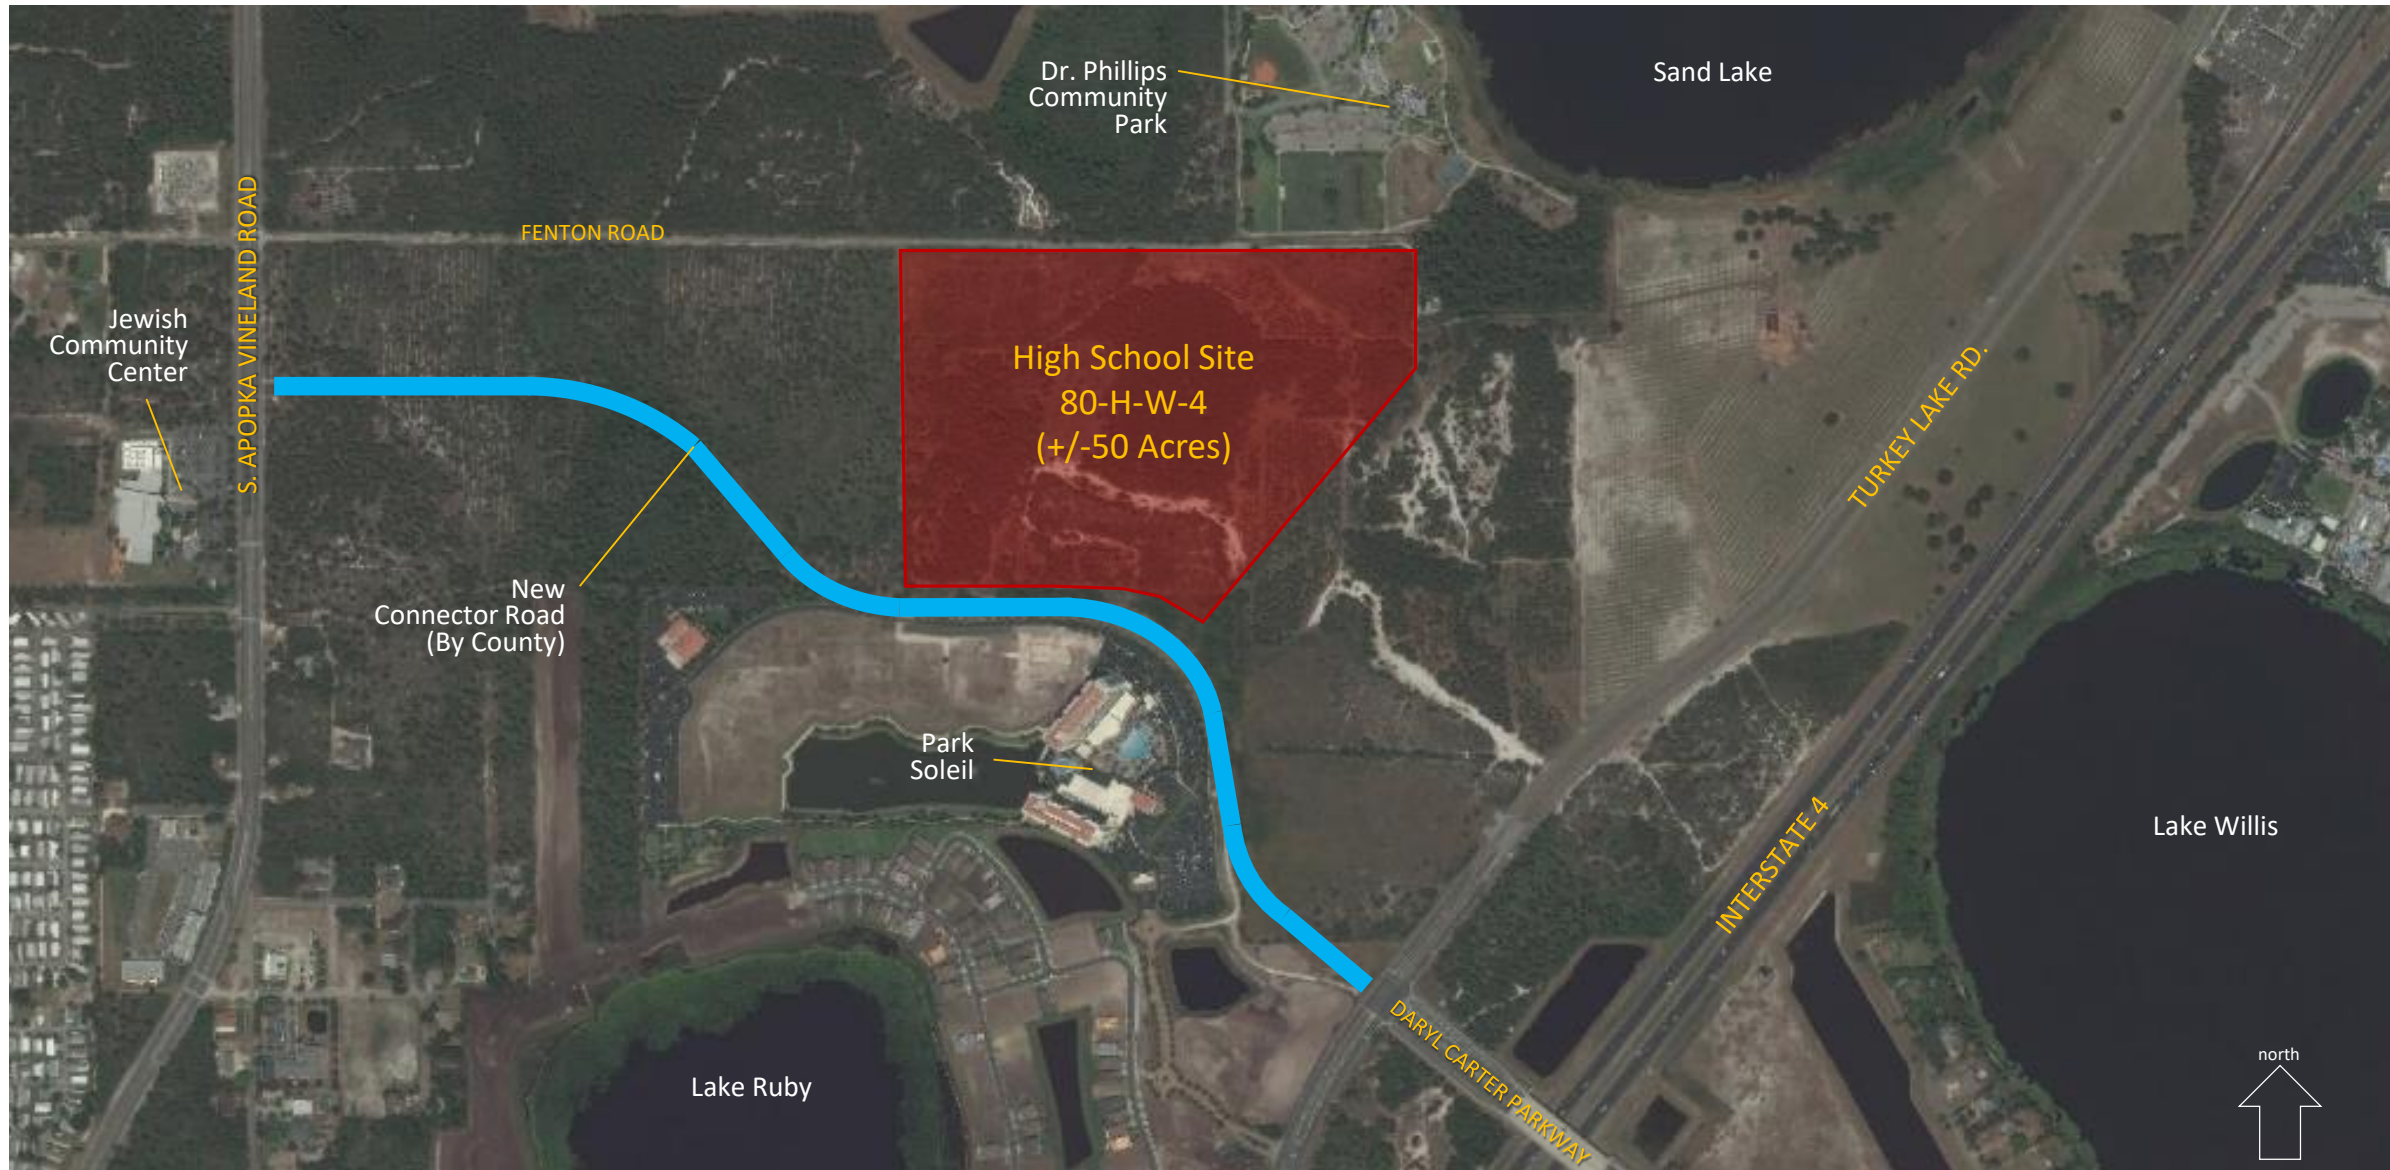 Dr. Phillips
Community
Park
Sand Lake
S. APOPKA VINELAND ROAD
FENTON ROAD
Jewish
Community
Center
High School Site
80-H-W-4
(+/-50 Acres)
TURKEY LAKE RD.
New
Connector Road
(By County)
Park
Soleil
INTERSTATE 4
Lake Willis
DARYL CARTER PARKWAY
Lake Ruby
north